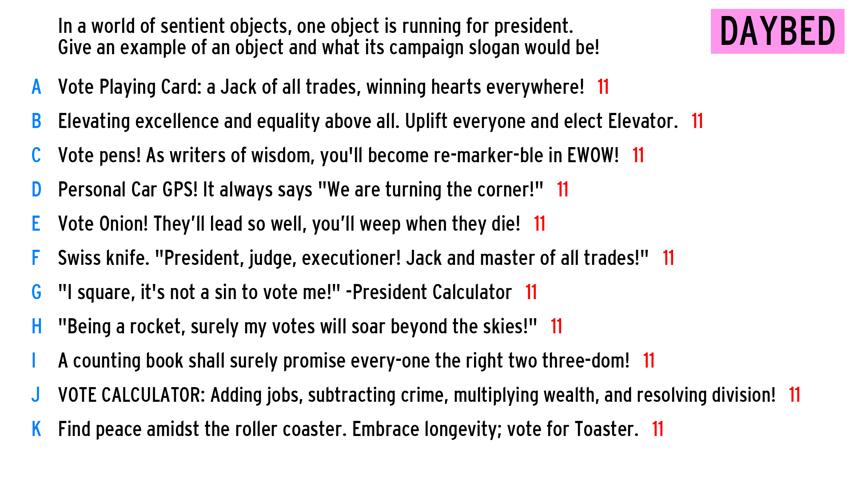 In a world of sentient objects, one object is running for president.
Give an example of an object and what its campaign slogan would be!
DAYBED
A Vote Playing Card: a Jack of all trades, winning hearts everywhere! 11
B Elevating excellence and equality above all. Uplift everyone and elect Elevator. 11
C Vote pens! As writers of wisdom, you'll become re-marker-ble in EWOW! 11
D Personal Car GPS! It always says "We are turning the corner!" 11
E Vote Onion! They’ll lead so well, you’ll weep when they die! 11
F Swiss knife. "President, judge, executioner! Jack and master of all trades!" 11
G "I square, it's not a sin to vote me!" -President Calculator 11
H "Being a rocket, surely my votes will soar beyond the skies!" 11
I A counting book shall surely promise every-one the right two three-dom! 11
J VOTE CALCULATOR: Adding jobs, subtracting crime, multiplying wealth, and resolving division! 11
K Find peace amidst the roller coaster. Embrace longevity; vote for Toaster. 11